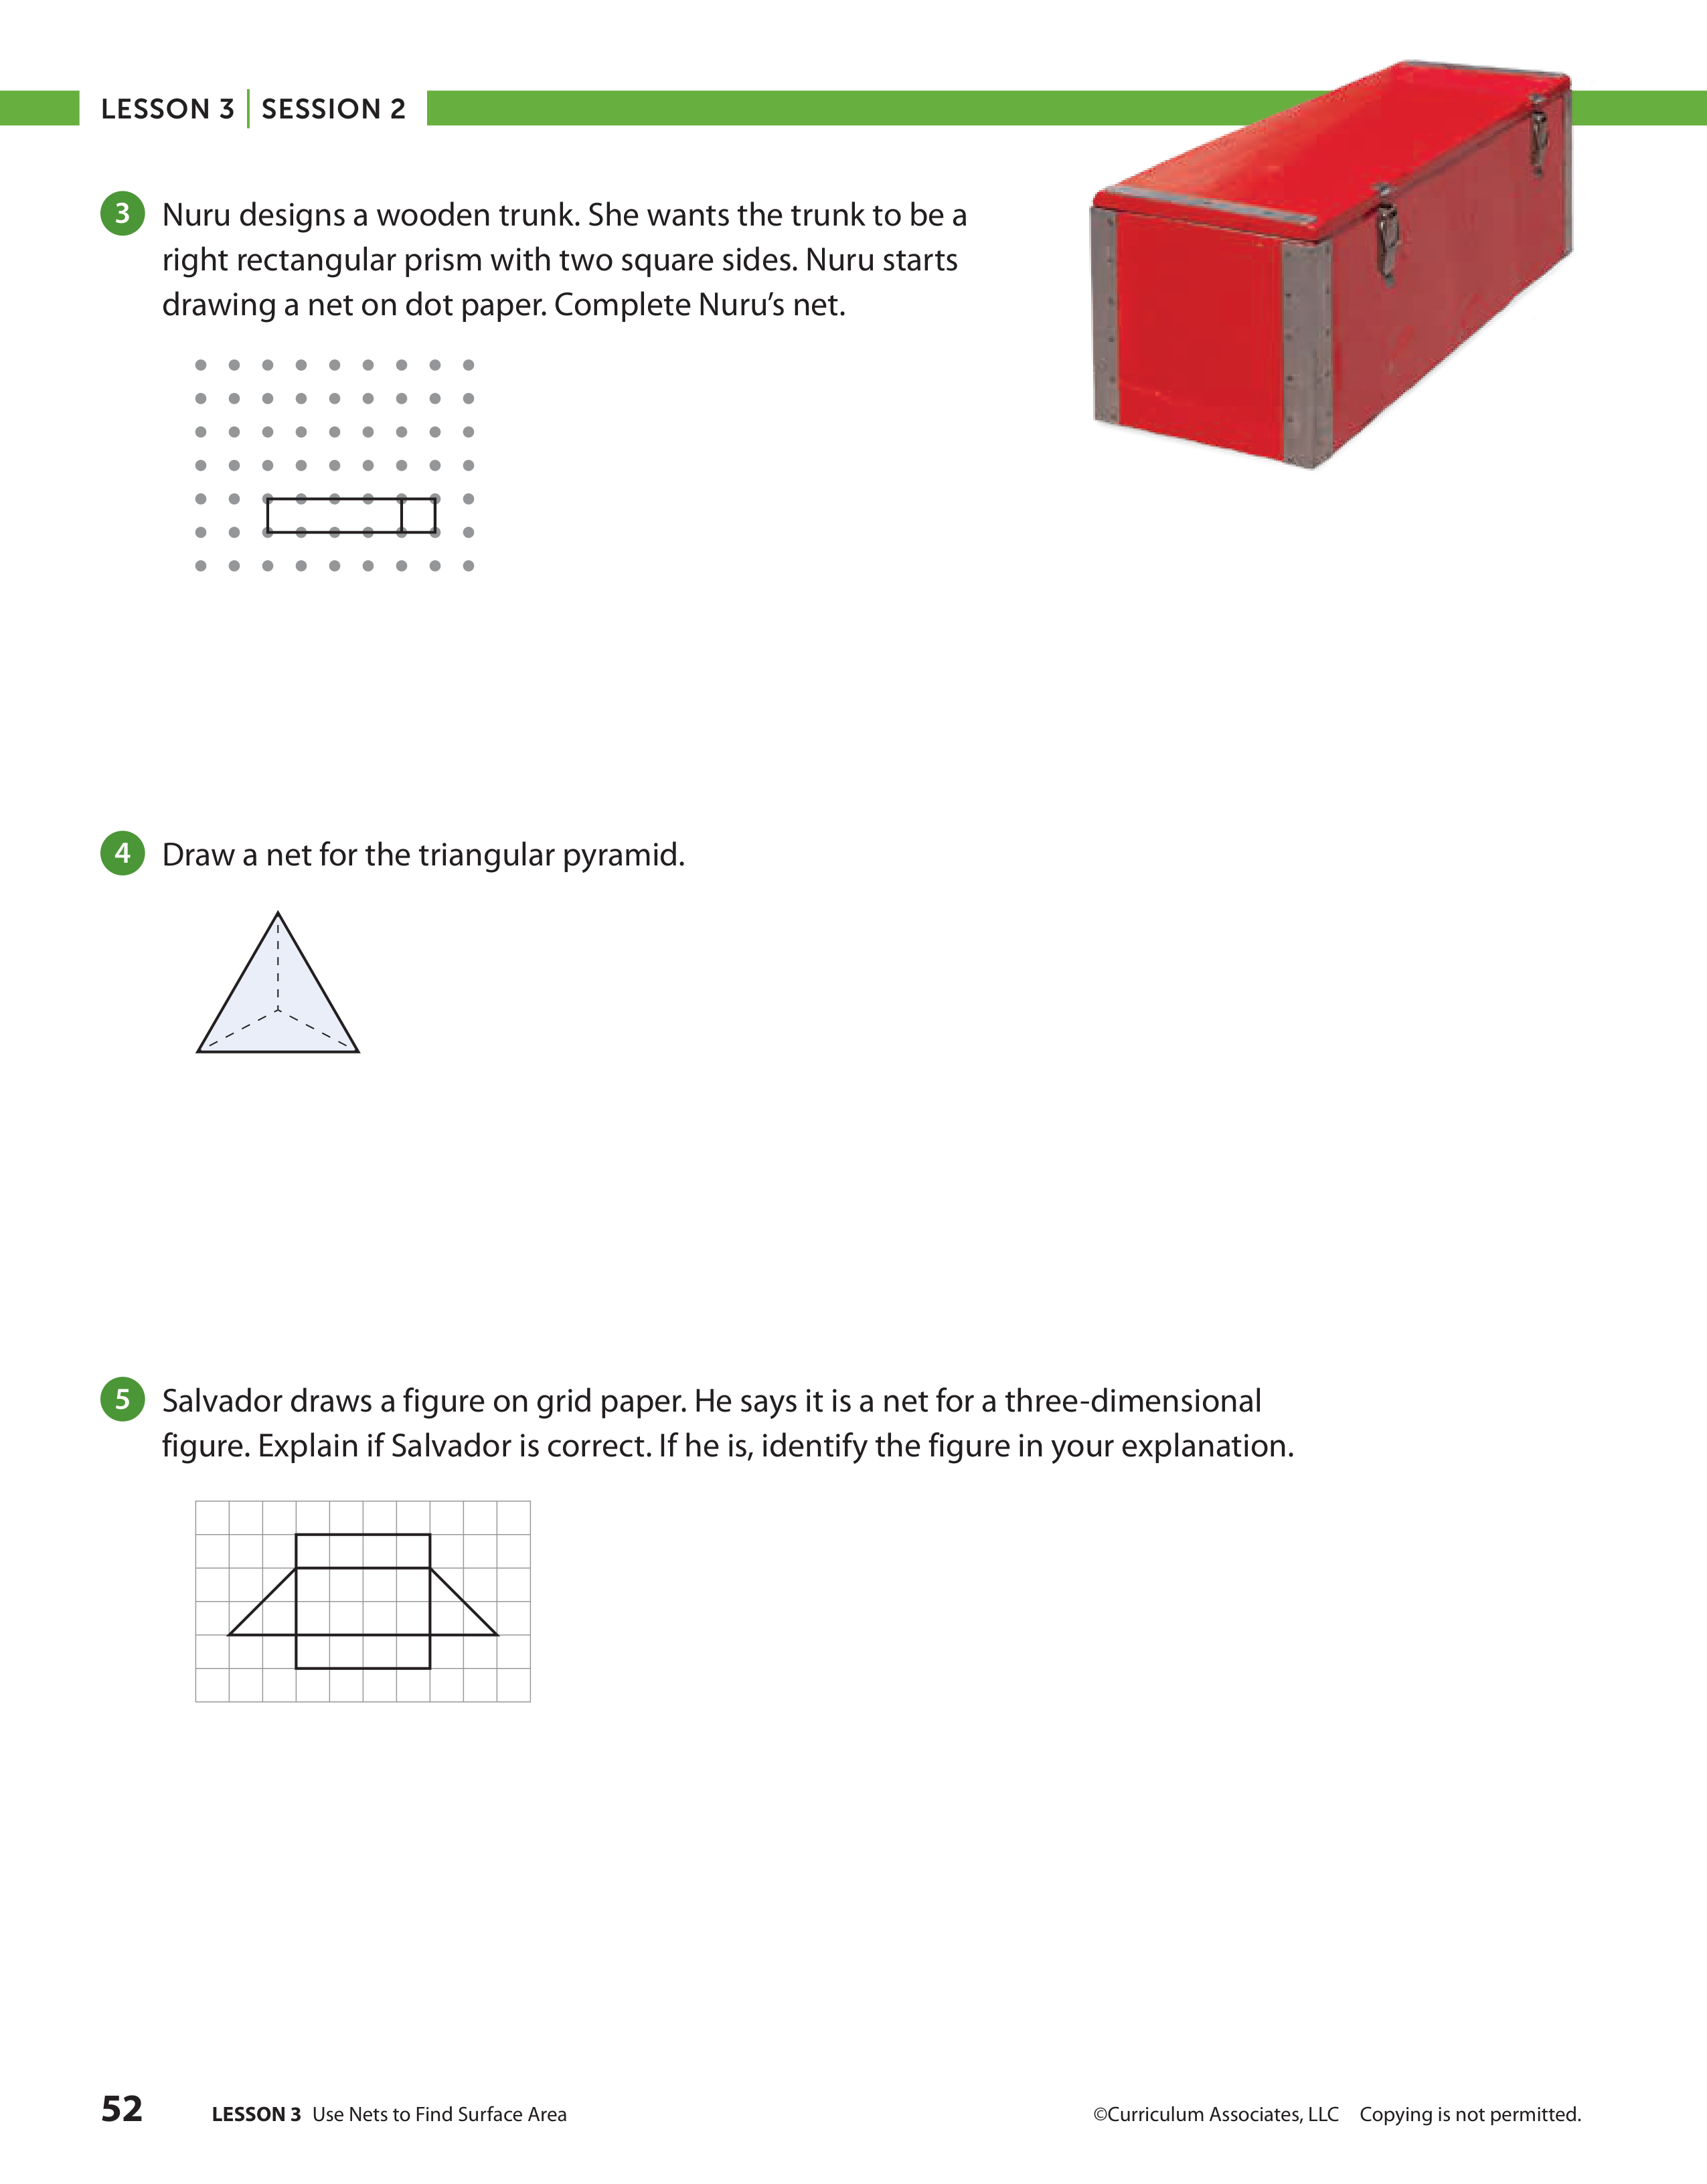 LESSON 3 | SESSION 2
3 Nuru designs a wooden trunk. She wants the trunk to be a
right rectangular prism with two square sides. Nuru starts
drawing a net on dot paper. Complete Nuru’s net.
4 Draw a net for the triangular pyramid.
5 Salvador draws a figure on grid paper. He says it is a net for a three-dimensional
figure. Explain if Salvador is correct. If he is, identify the figure in your explanation.
52 LESSON 3 Use Nets to Find Surface Area ©Curriculum Associates, LLC Copying is not permitted.